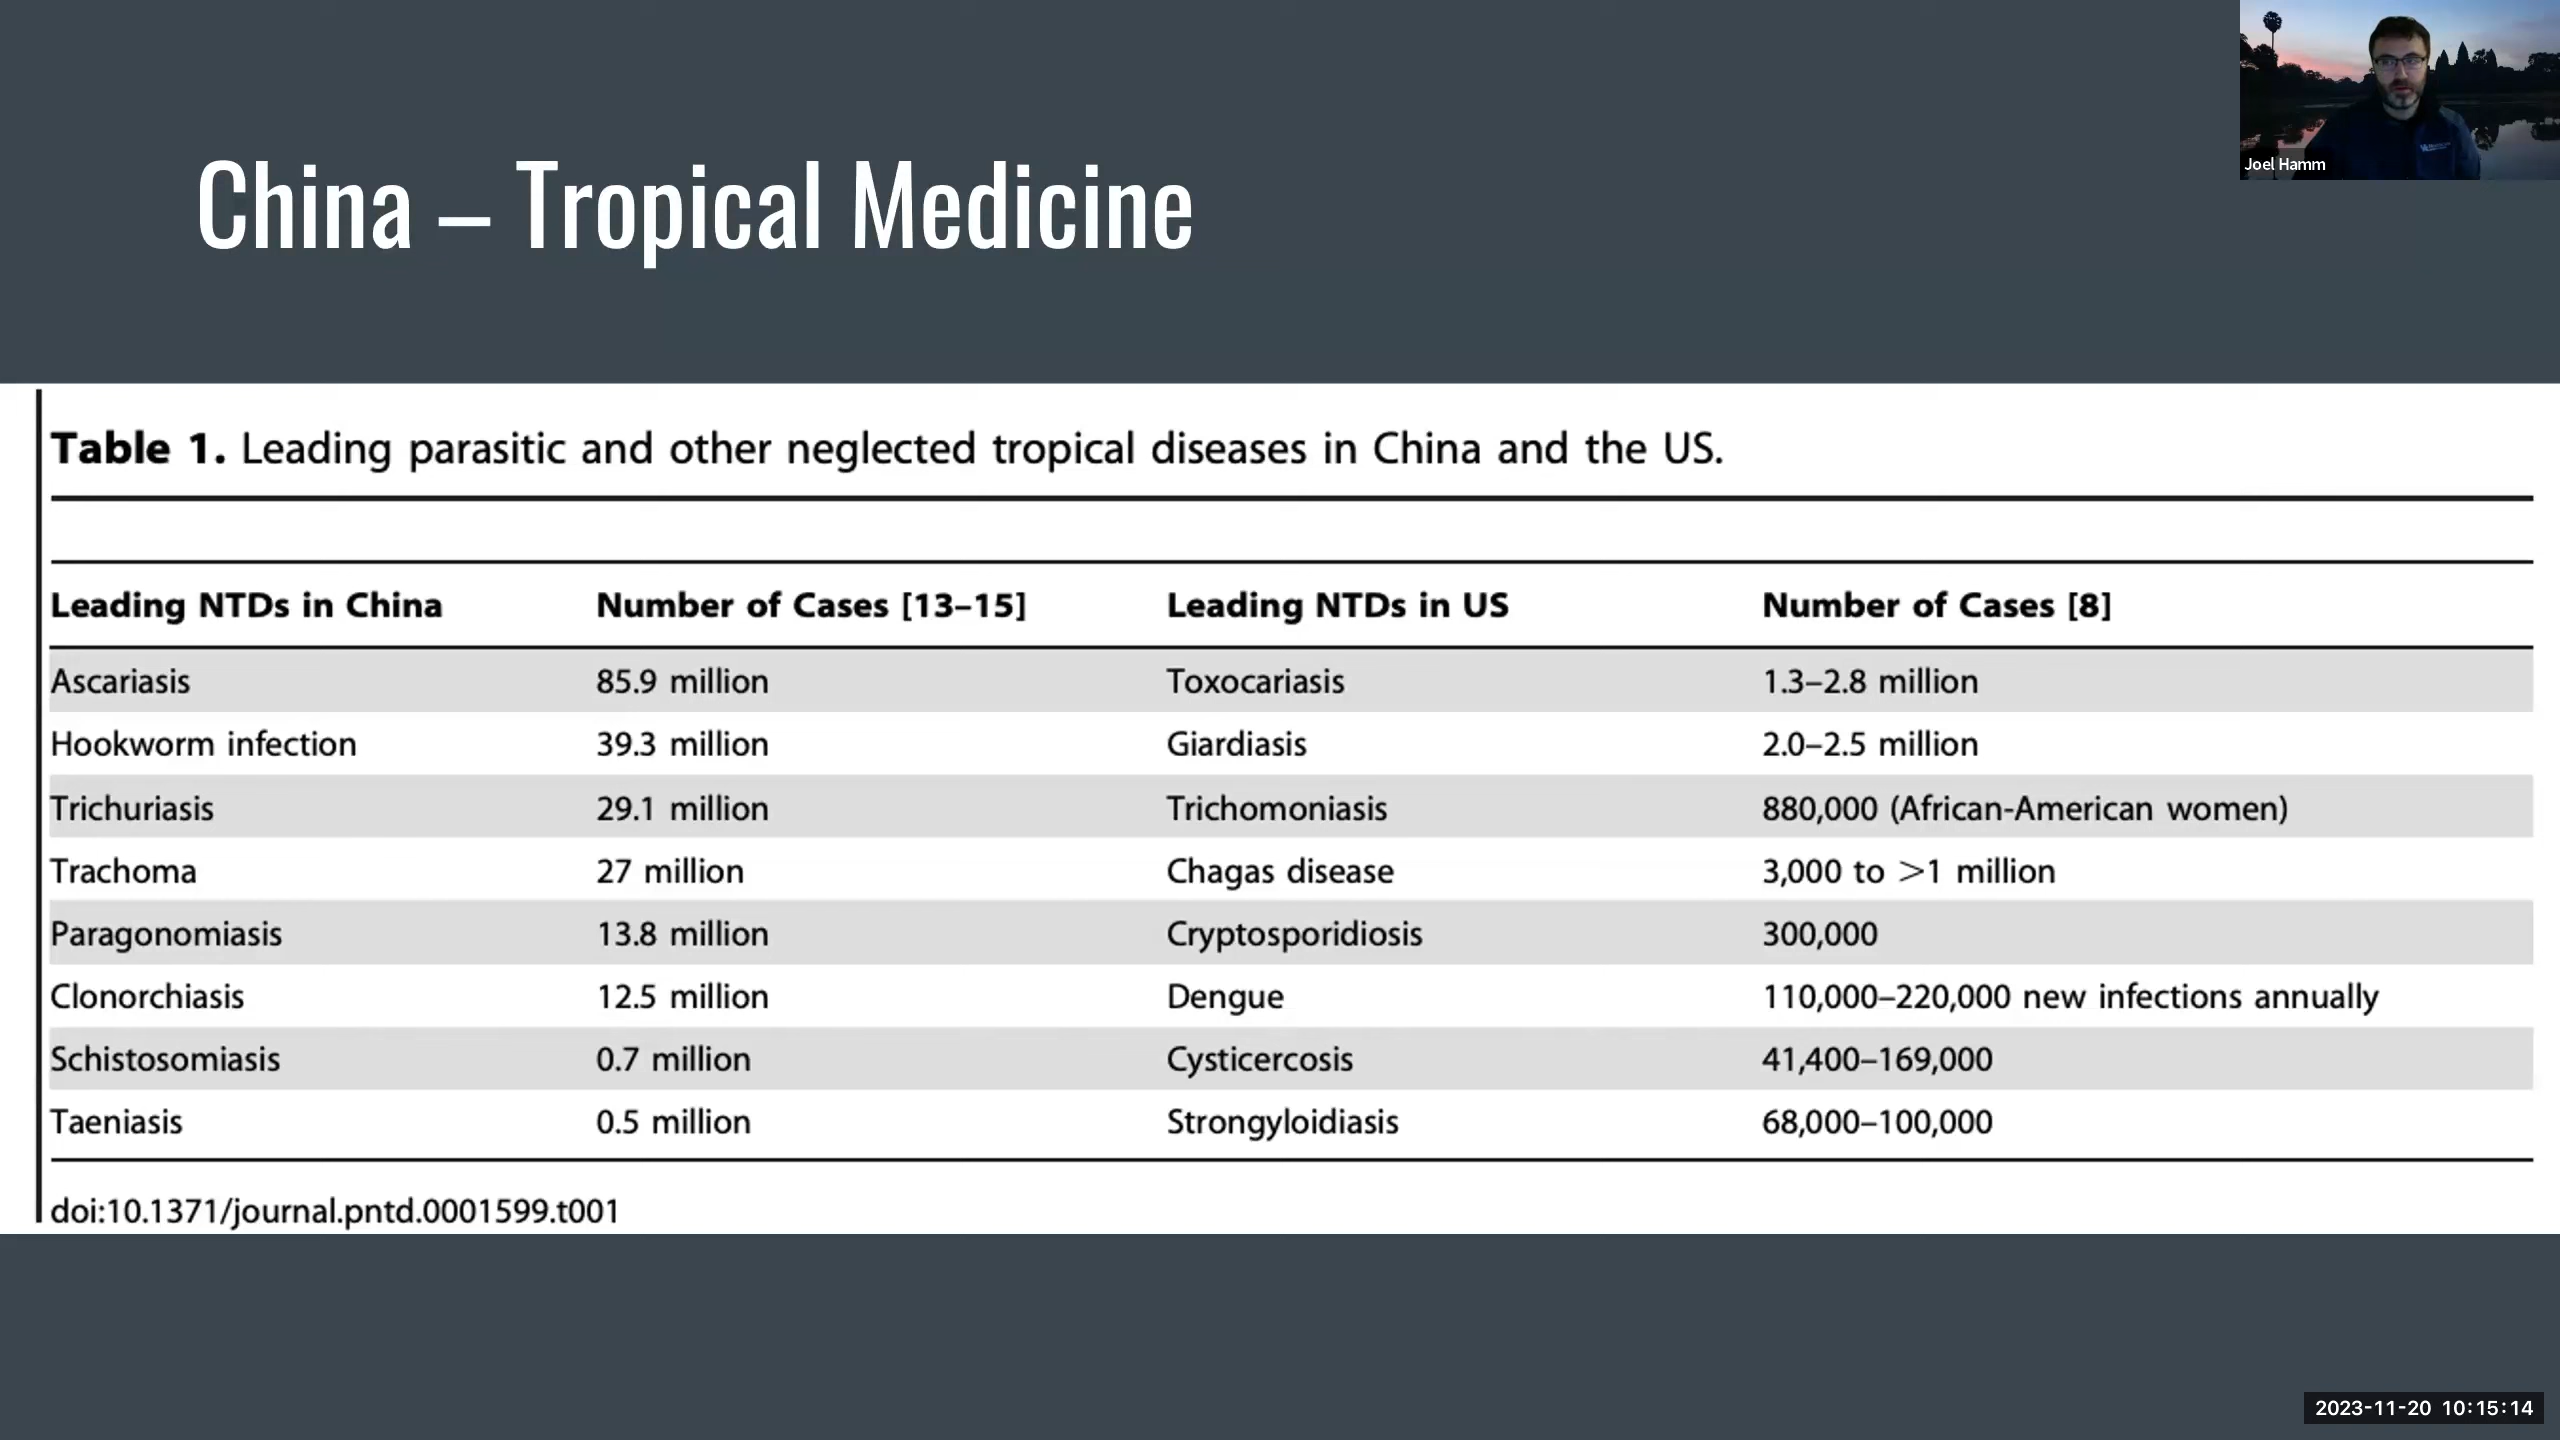 China – Tropical Medicine
Joel Hamm
Table 1. Leading parasitic and other neglected tropical diseases in China and the US.
Leading NTDs in China Number of Cases [13–15] Leading NTDs in US Number of Cases [8]
Ascariasis 85.9 million Toxocariasis 1.3–2.8 million
Hookworm infection 39.3 million Giardiasis 2.0–2.5 million
Trichuriasis 29.1 million Trichomoniasis 880,000 (African-American women)
Trachoma 27 million Chagas disease 3,000 to >1 million
Paragonomiasis 13.8 million Cryptosporidiosis 300,000
Clonorchiasis 12.5 million Dengue 110,000–220,000 new infections annually
Schistosomiasis 0.7 million Cysticercosis 41,400–169,000
Taeniasis 0.5 million Strongyloidiasis 68,000–100,000
doi:10.1371/journal.pntd.0001599.t001
2023-11-20 10:15:14